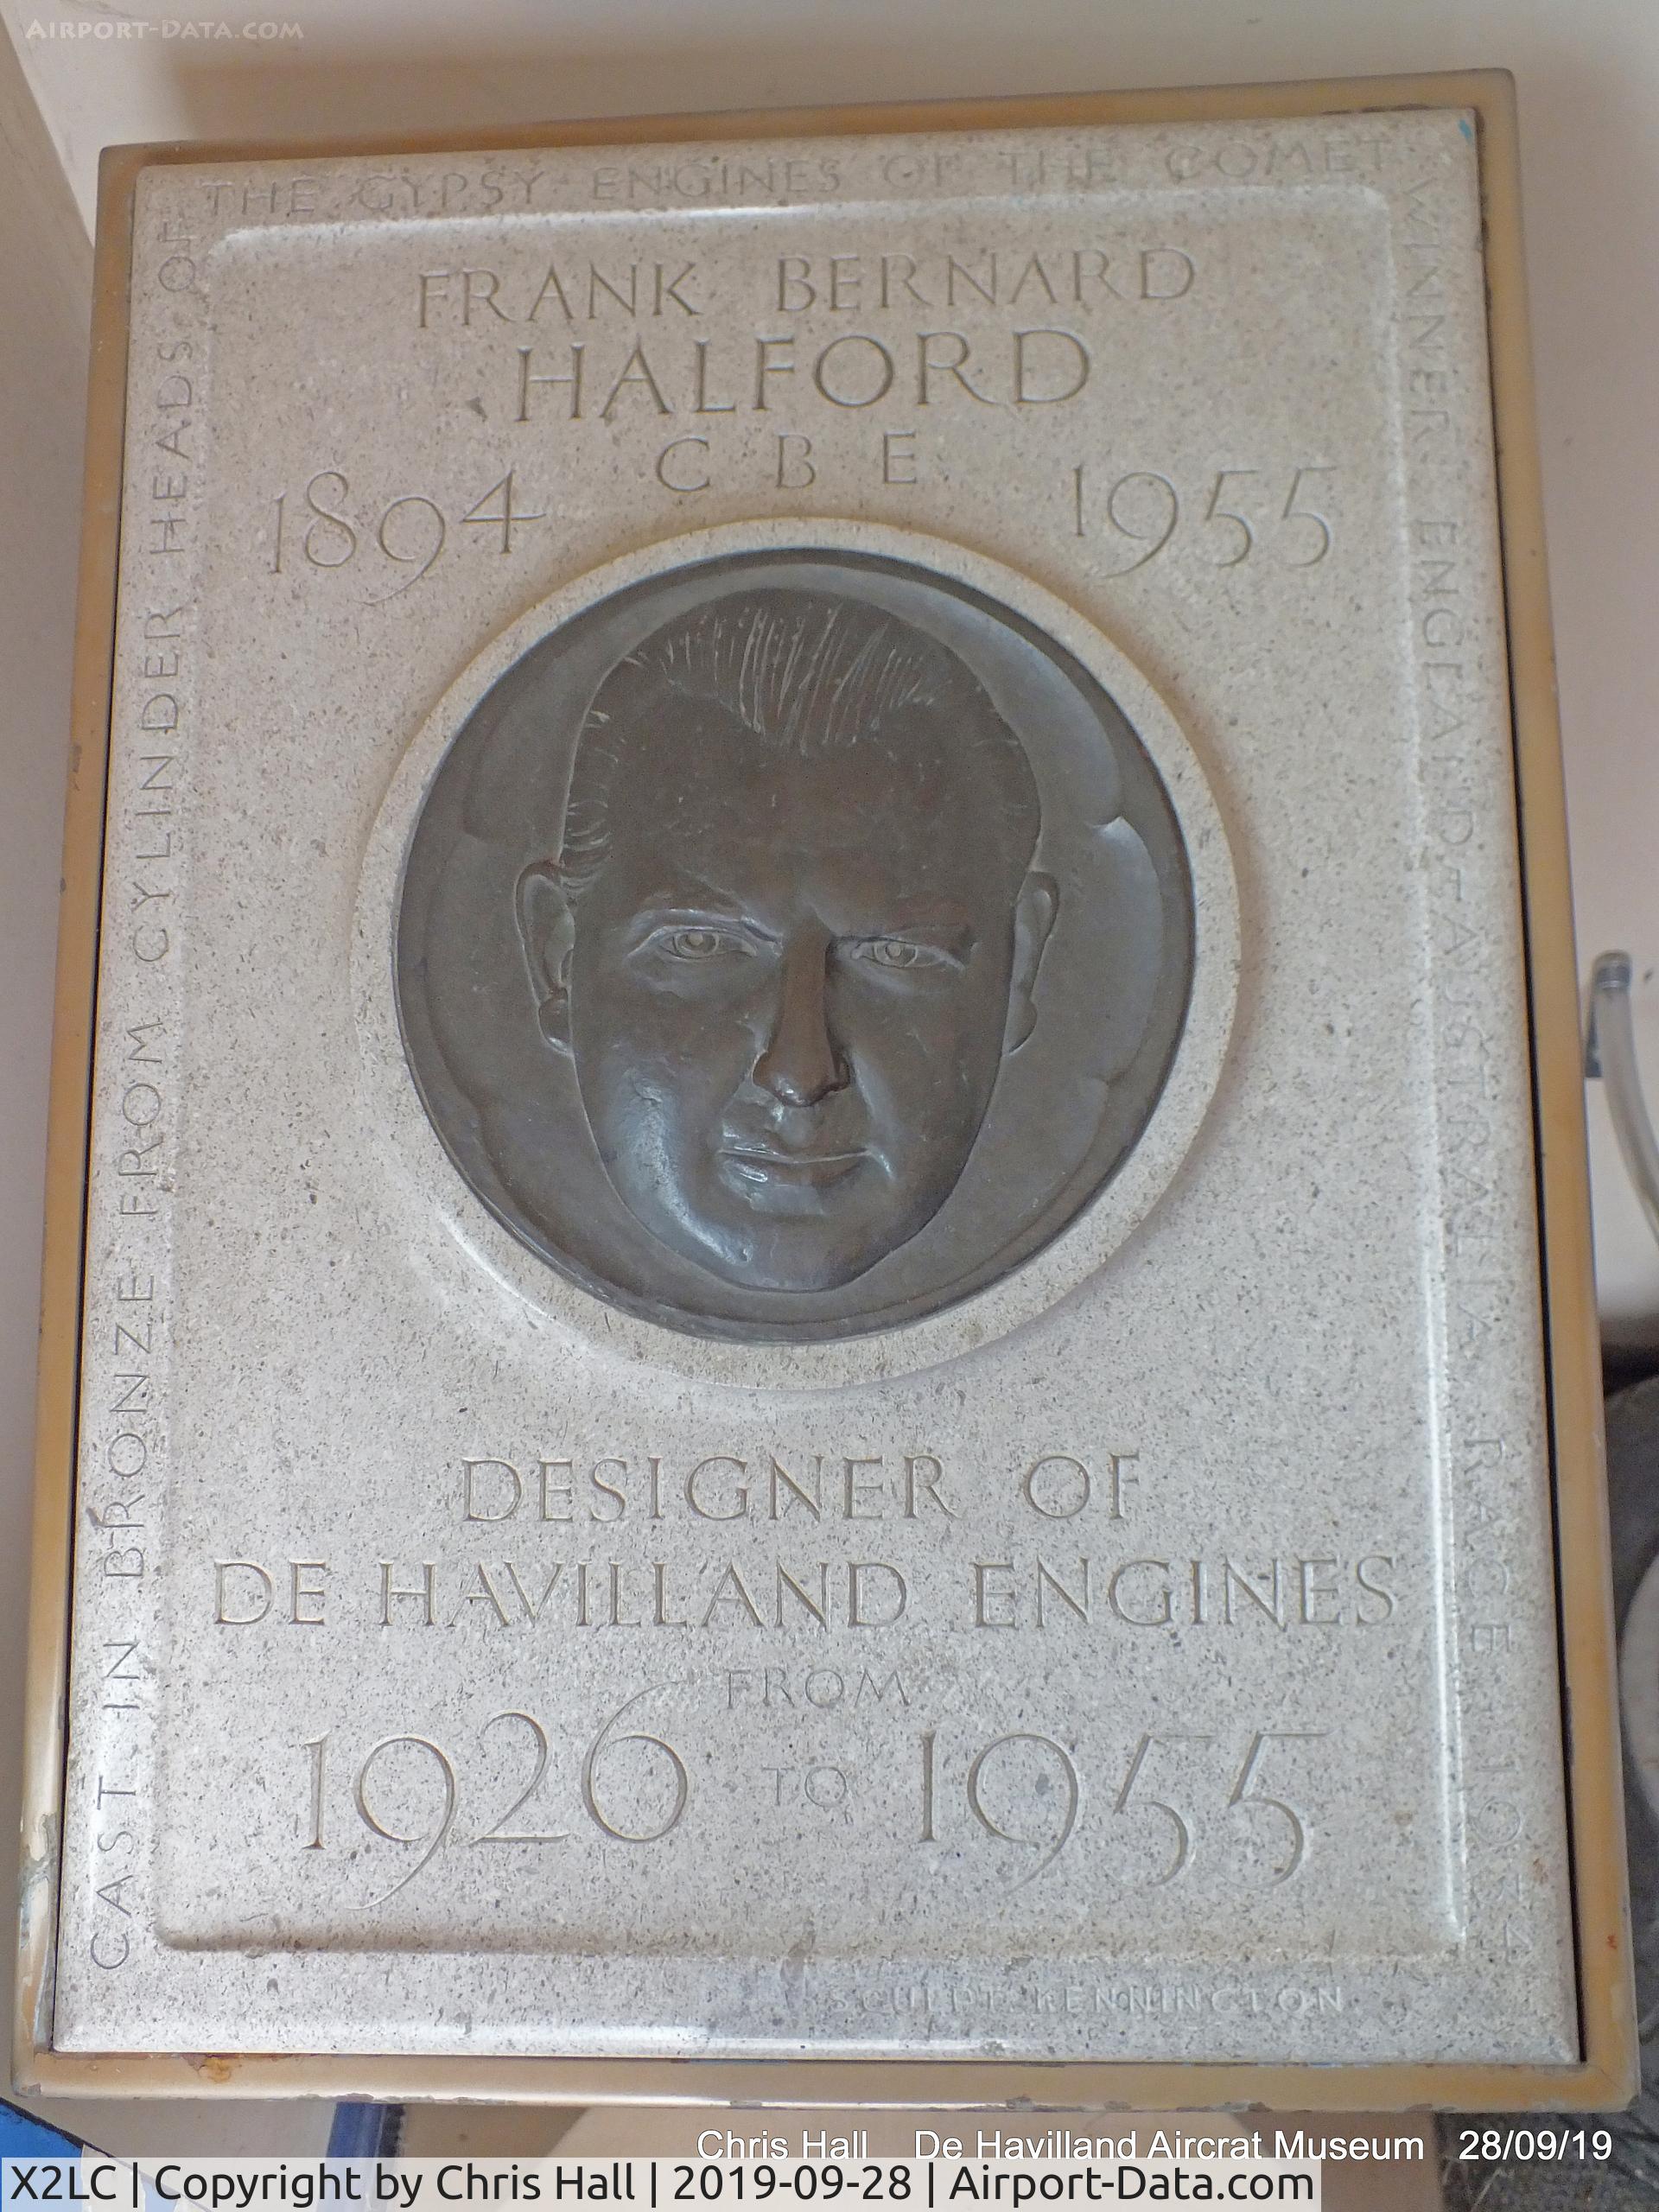 AIRPORT-DATA.COM
CAST IN BRONZE FROM CYLINDER HEADS OF
THE GYPSY ENGINES OF THE COMET
WINNER ENGLAND-AUSTRALIA RACE 1934
FRANK BERNARD
HALFORD
C B E
1894 1955
DESIGNER OF
DE HAVILLAND ENGINES
FROM
1926 TO 1955
SCULPT KENNINGTON
Chris Hall De Havilland Aircrat Museum 28/09/19
X2LC | Copyright by Chris Hall | 2019-09-28 | Airport-Data.com